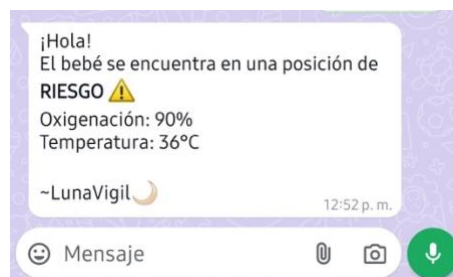 ¡Hola!
El bebé se encuentra en una posición de
RIESGO ⚠️
Oxigenación: 90%
Temperatura: 36°C
~LunaVigil🌙
12:52 p. m.
Mensaje